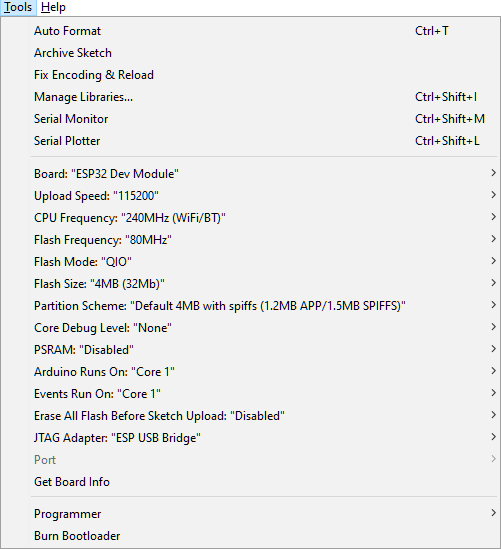 Tools Help
Auto Format Ctrl+T
Archive Sketch
Fix Encoding & Reload
Manage Libraries... Ctrl+Shift+I
Serial Monitor Ctrl+Shift+M
Serial Plotter Ctrl+Shift+L
Board: "ESP32 Dev Module"
Upload Speed: "115200"
CPU Frequency: "240MHz (WiFi/BT)"
Flash Frequency: "80MHz"
Flash Mode: "QIO"
Flash Size: "4MB (32Mb)"
Partition Scheme: "Default 4MB with spiffs (1.2MB APP/1.5MB SPIFFS)"
Core Debug Level: "None"
PSRAM: "Disabled"
Arduino Runs On: "Core 1"
Events Run On: "Core 1"
Erase All Flash Before Sketch Upload: "Disabled"
JTAG Adapter: "ESP USB Bridge"
Port
Get Board Info
Programmer
Burn Bootloader